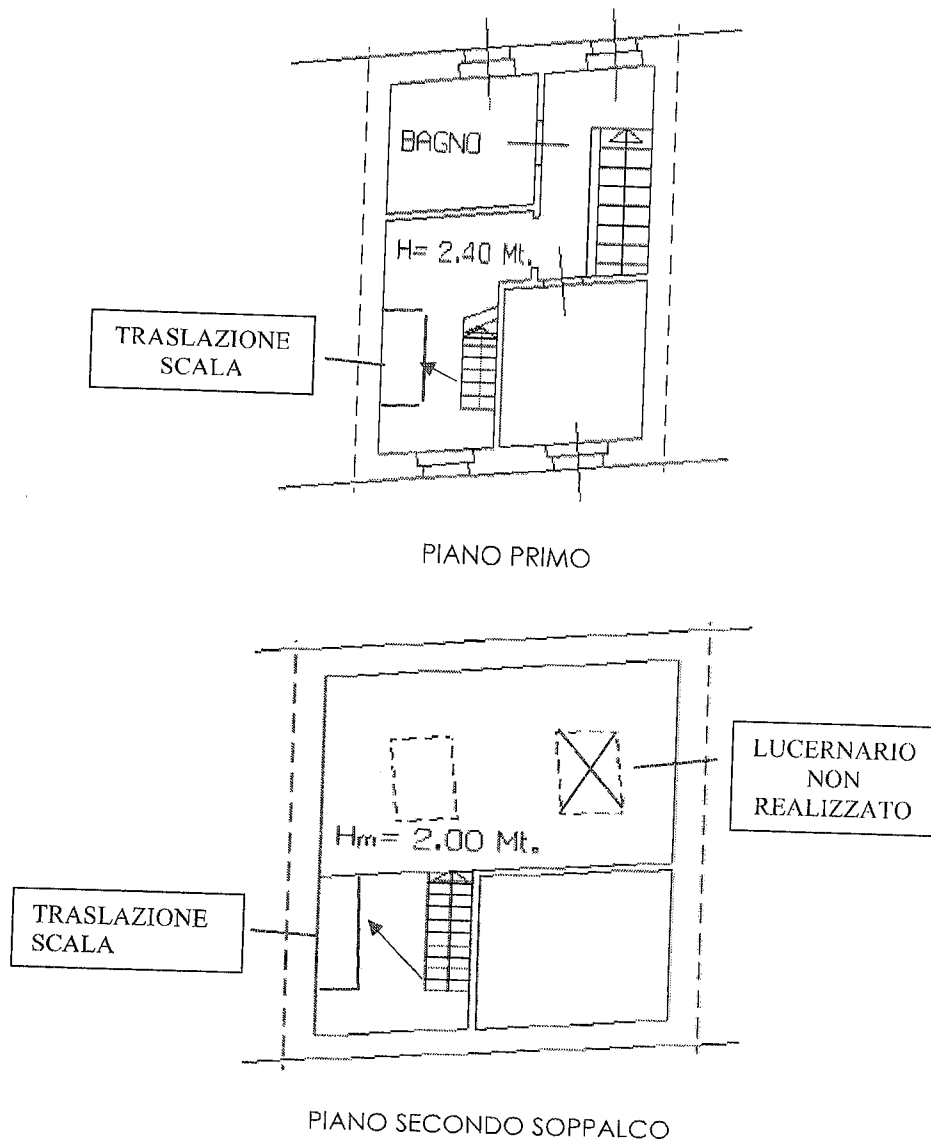 BAGNO
H= 2.40 Mt.
TRASLAZIONE
SCALA
PIANO PRIMO
LUCERNARIO
NON
REALIZZATO
Hm= 2.00 Mt.
TRASLAZIONE
SCALA
PIANO SECONDO SOPPALCO